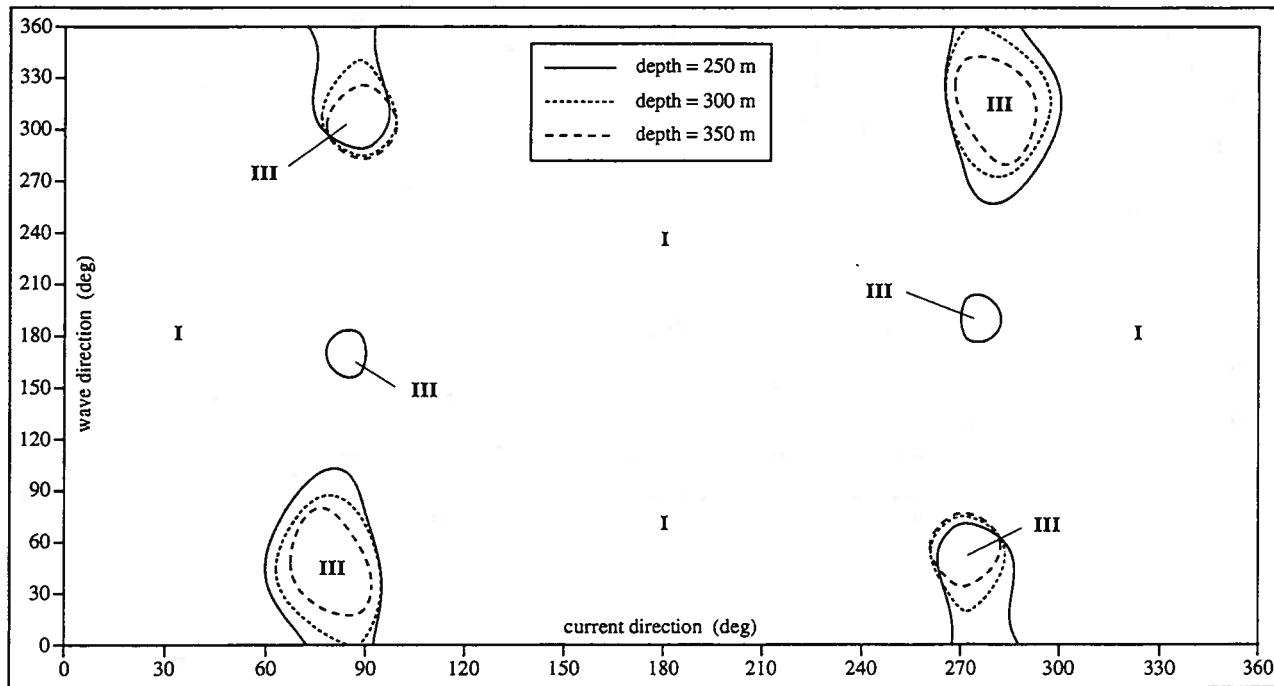 360
330
300
270
240
210
180
150
120
90
60
30
0
wave direction (deg)
depth = 250 m
depth = 300 m
depth = 350 m
III
III
I
III
I
I
III
III
I
III
current direction (deg)
0 30 60 90 120 150 180 210 240 270 300 330 360